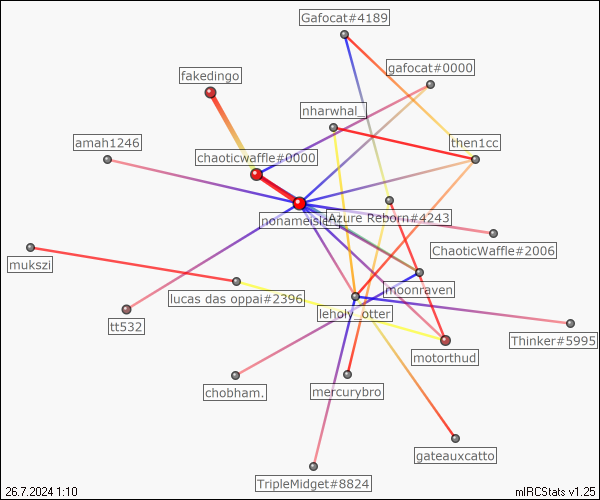 Gafocat#4189
gafocat#0000
fakedingo
nharwhal_
amah1246
then1cc
chaoticwaffle#0000
Azure Reborn#4243
ChaoticWaffle#2006
mukszi
moonraven
lucas das oppai#2396
leholy_otter
tt532
Thinker#5995
motorthud
chobham.
mercurybro
gateauxcatto
TripleMidget#8824
26.7.2024 1:10
mIRCStats v1.25